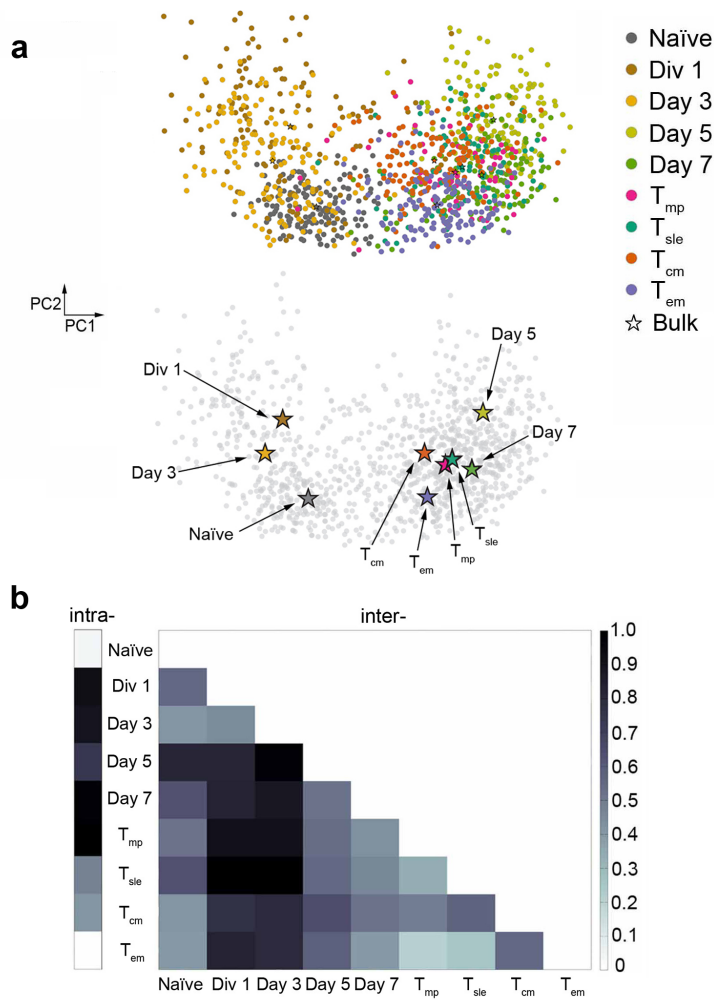 a
Naïve
Div 1
Day 3
Day 5
Day 7
Tmp
Tsle
Tcm
Tem
Bulk
PC2
PC1
Day 5
Div 1
Day 7
Day 3
Naïve
Tcm
Tem
Tmp
Tsle
b
intra-
inter-
Naïve
Div 1
Day 3
Day 5
Day 7
Tmp
Tsle
Tcm
Tem
1.0
0.9
0.8
0.7
0.6
0.5
0.4
0.3
0.2
0.1
0
Naïve Div 1 Day 3 Day 5 Day 7 Tmp Tsle Tcm Tem